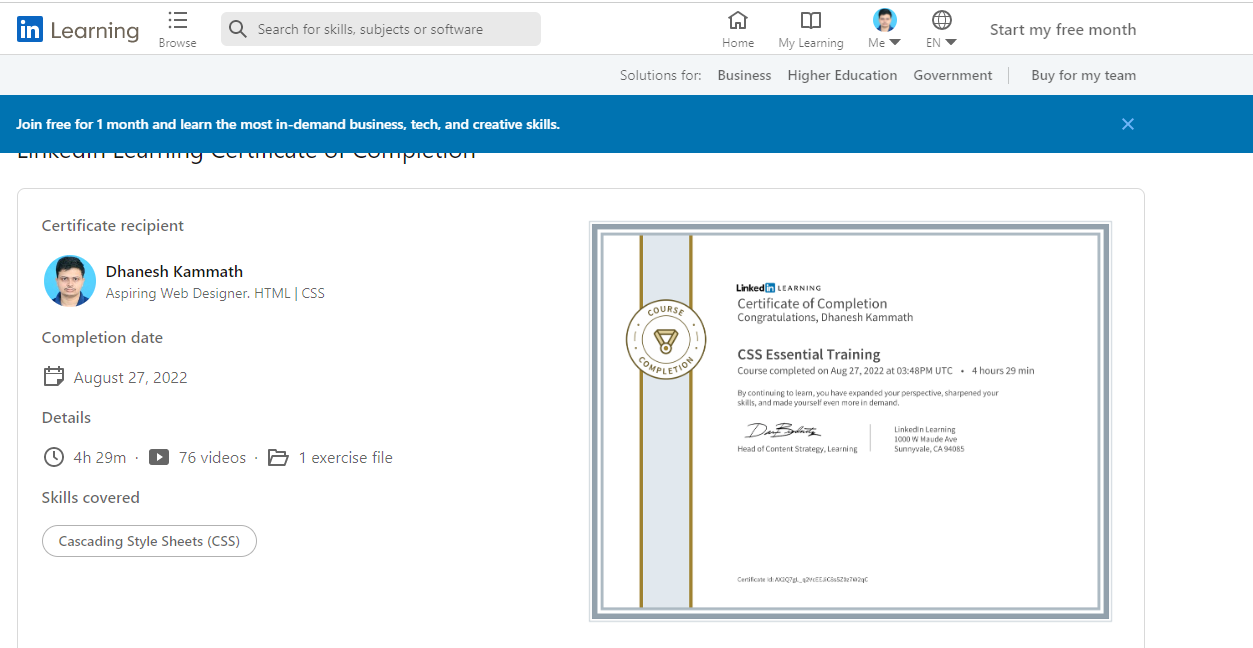 in Learning
Browse
Search for skills, subjects or software
Home
My Learning
Me
EN
Start my free month
Solutions for: Business Higher Education Government Buy for my team
Join free for 1 month and learn the most in-demand business, tech, and creative skills.
LinkedIn Learning Certificate of Completion
Certificate recipient
Dhanesh Kammath
Aspiring Web Designer. HTML | CSS
Completion date
August 27, 2022
Details
4h 29m · 76 videos · 1 exercise file
Skills covered
Cascading Style Sheets (CSS)
COURSE
COMPLETION
Linked in LEARNING
Certificate of Completion
Congratulations, Dhanesh Kammath
CSS Essential Training
Course completed on Aug 27, 2022 at 03:48PM UTC • 4 hours 29 min
By continuing to learn, you have expanded your perspective, sharpened your
skills, and made yourself even more in demand.
Head of Content Strategy, Learning
LinkedIn Learning
1000 W Maude Ave
Sunnyvale, CA 94085
Certificate Id: